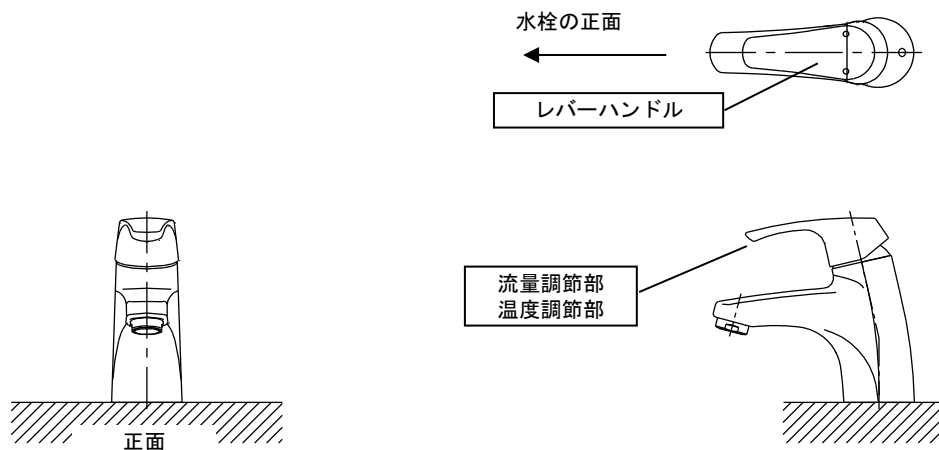 水栓の正面
レバーハンドル
流量調節部
温度調節部
正面